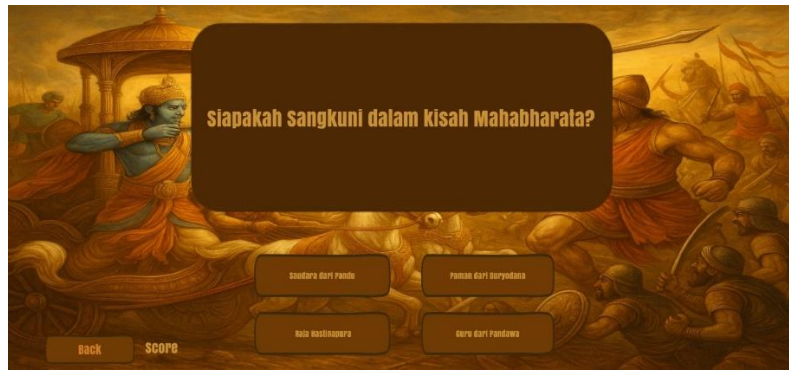 Siapakah Sangkuni dalam kisah Mahabharata?
Saudara dari Pandu
Paman dari Duryodana
Raja Hastinapura
Guru dari Pandawa
Back
Score